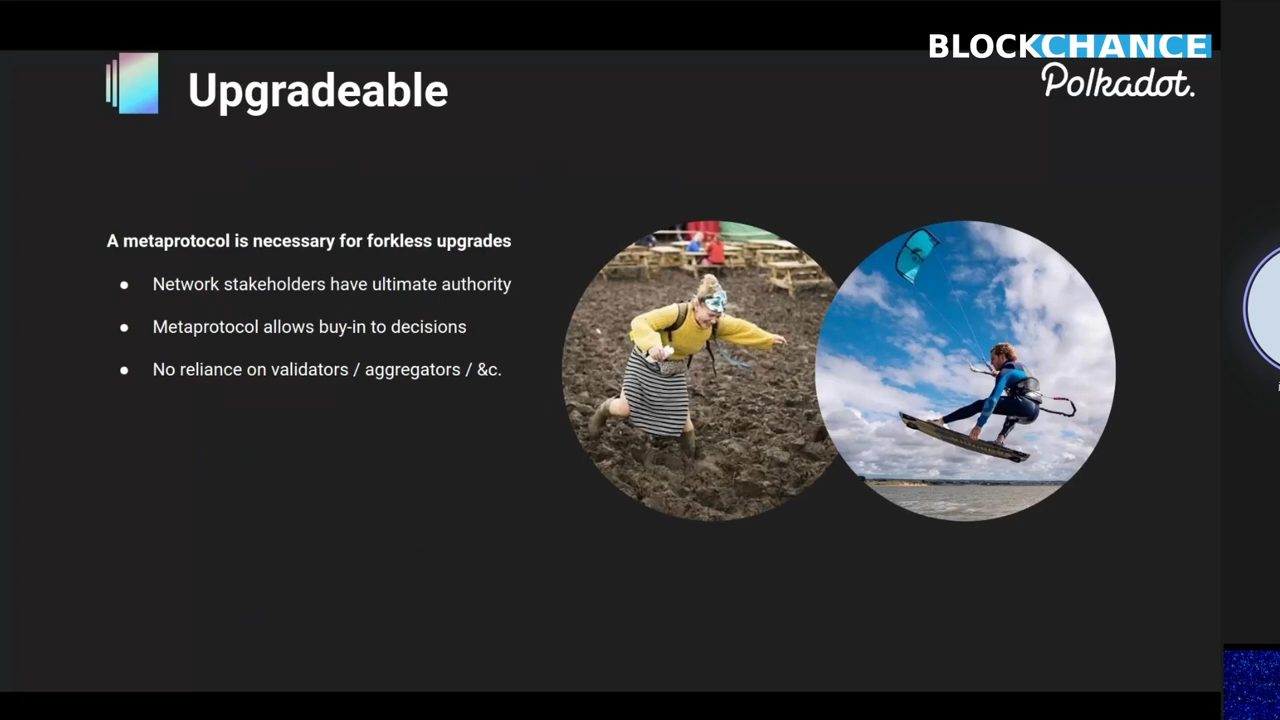 BLOCKCHANCE
Polkadot.
Upgradeable
A metaprotocol is necessary for forkless upgrades
● Network stakeholders have ultimate authority
● Metaprotocol allows buy-in to decisions
● No reliance on validators / aggregators / &c.